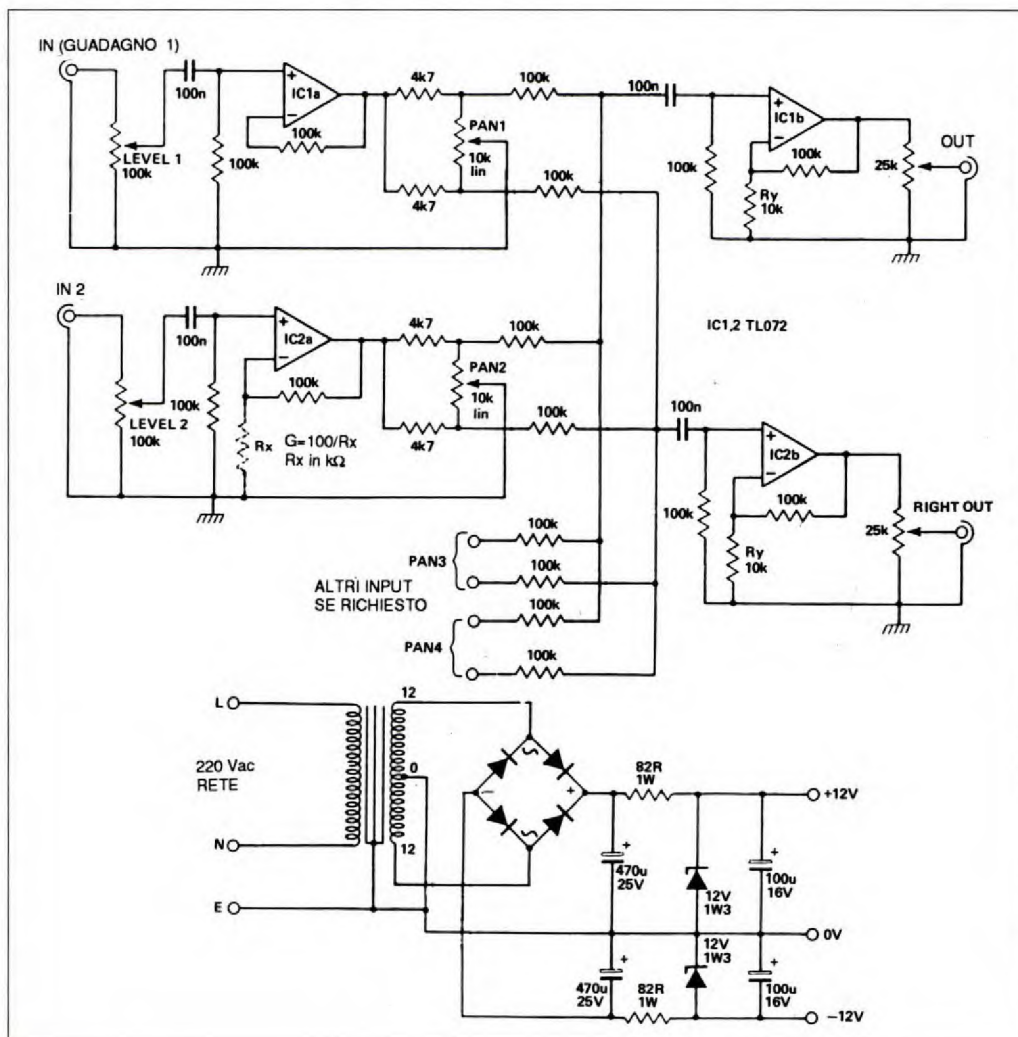 IN (GUADAGNO 1)
100n
LEVEL 1
100k
100k
+
IC1a
−
100k
4k7
PAN1
10k
lin
4k7
100k
100k
100n
100k
+
IC1b
−
100k
Ry
10k
25k
OUT
IN 2
100n
LEVEL 2
100k
100k
+
IC2a
−
100k
Rx
G=100/Rx
Rx in kΩ
4k7
PAN2
10k
lin
4k7
100k
100k
IC1,2 TL072
100n
100k
+
IC2b
−
100k
Ry
10k
25k
RIGHT OUT
ALTRI INPUT
SE RICHIESTO
PAN3
100k
100k
PAN4
100k
100k
L
220 Vac
RETE
N
E
12
0
12
−
+
82R
1W
+12V
+
470u
25V
12V
1W3
+
100u
16V
0V
+
470u
25V
12V
1W3
+
100u
16V
82R
1W
−12V